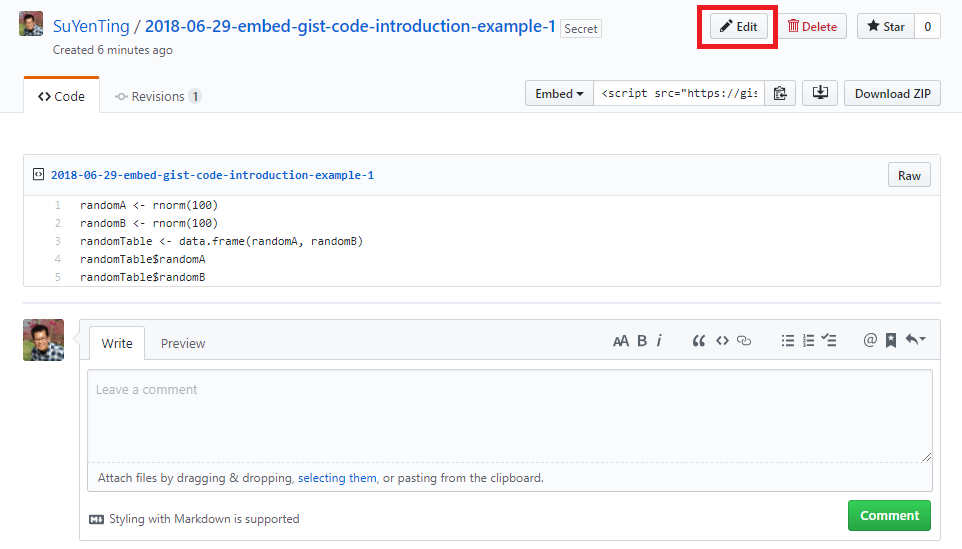 SuYenTing / 2018-06-29-embed-gist-code-introduction-example-1 Secret Edit Delete Star 0
Created 6 minutes ago
Code Revisions 1 Embed <script src="https://gis Download ZIP
2018-06-29-embed-gist-code-introduction-example-1 Raw
1 randomA <- rnorm(100)
2 randomB <- rnorm(100)
3 randomTable <- data.frame(randomA, randomB)
4 randomTable$randomA
5 randomTable$randomB
Write Preview AA B i @
Leave a comment
Attach files by dragging & dropping, selecting them, or pasting from the clipboard.
Styling with Markdown is supported Comment